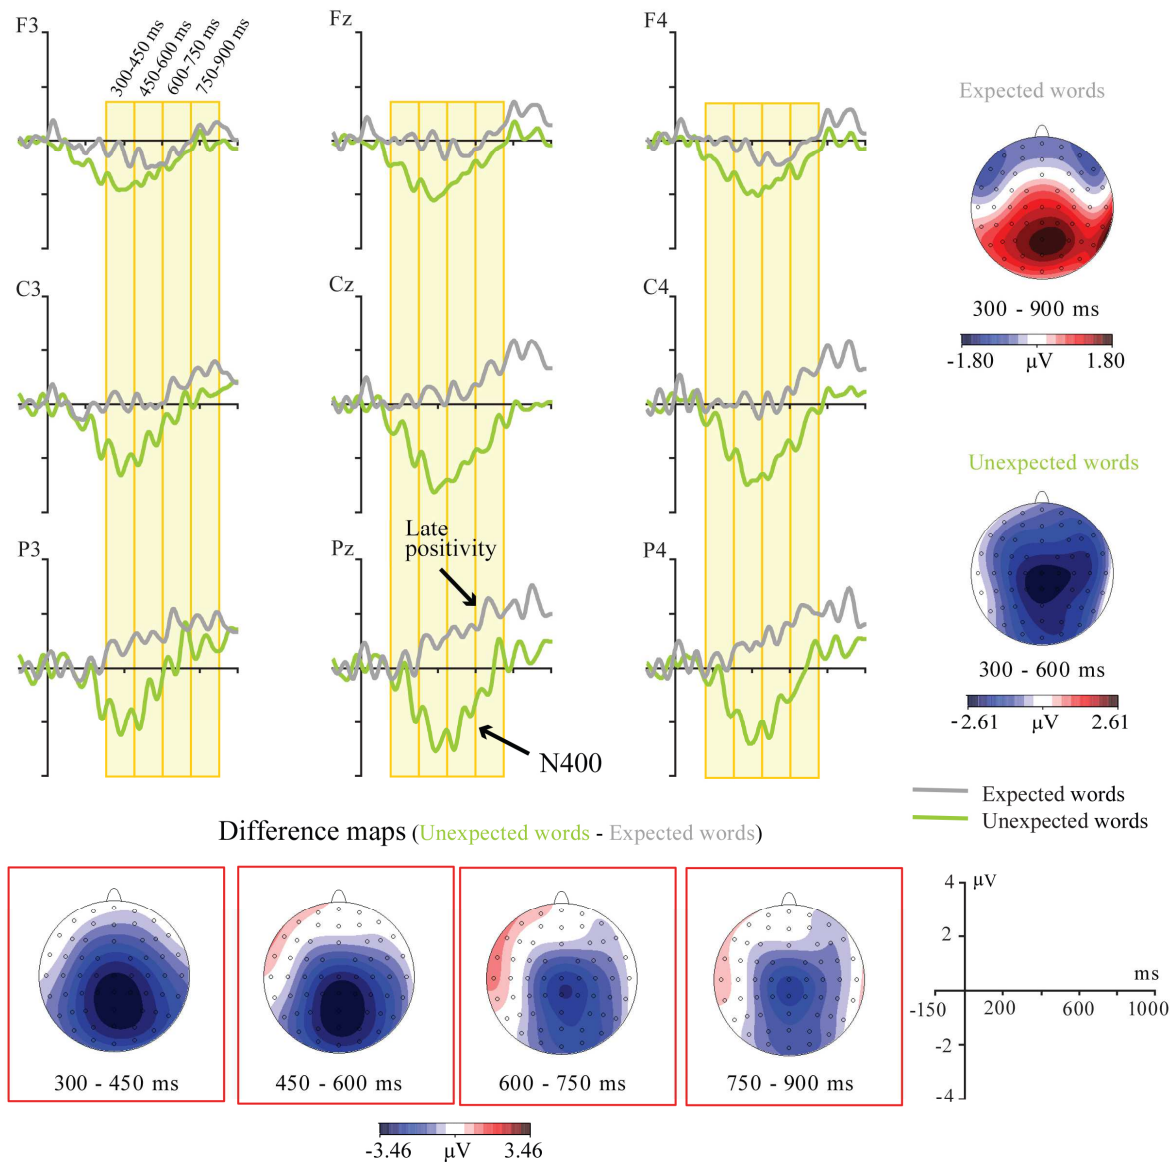 F3
300-450 ms
450-600 ms
600-750 ms
750-900 ms
Fz
F4
Expected words
300 - 900 ms
-1.80 µV 1.80
C3
Cz
C4
Unexpected words
300 - 600 ms
-2.61 µV 2.61
P3
Late
positivity
Pz
P4
N400
Expected words
Unexpected words
Difference maps (Unexpected words - Expected words)
300 - 450 ms
450 - 600 ms
600 - 750 ms
750 - 900 ms
-3.46 µV 3.46
4 µV
2
ms
-150 200 600 1000
-2
-4